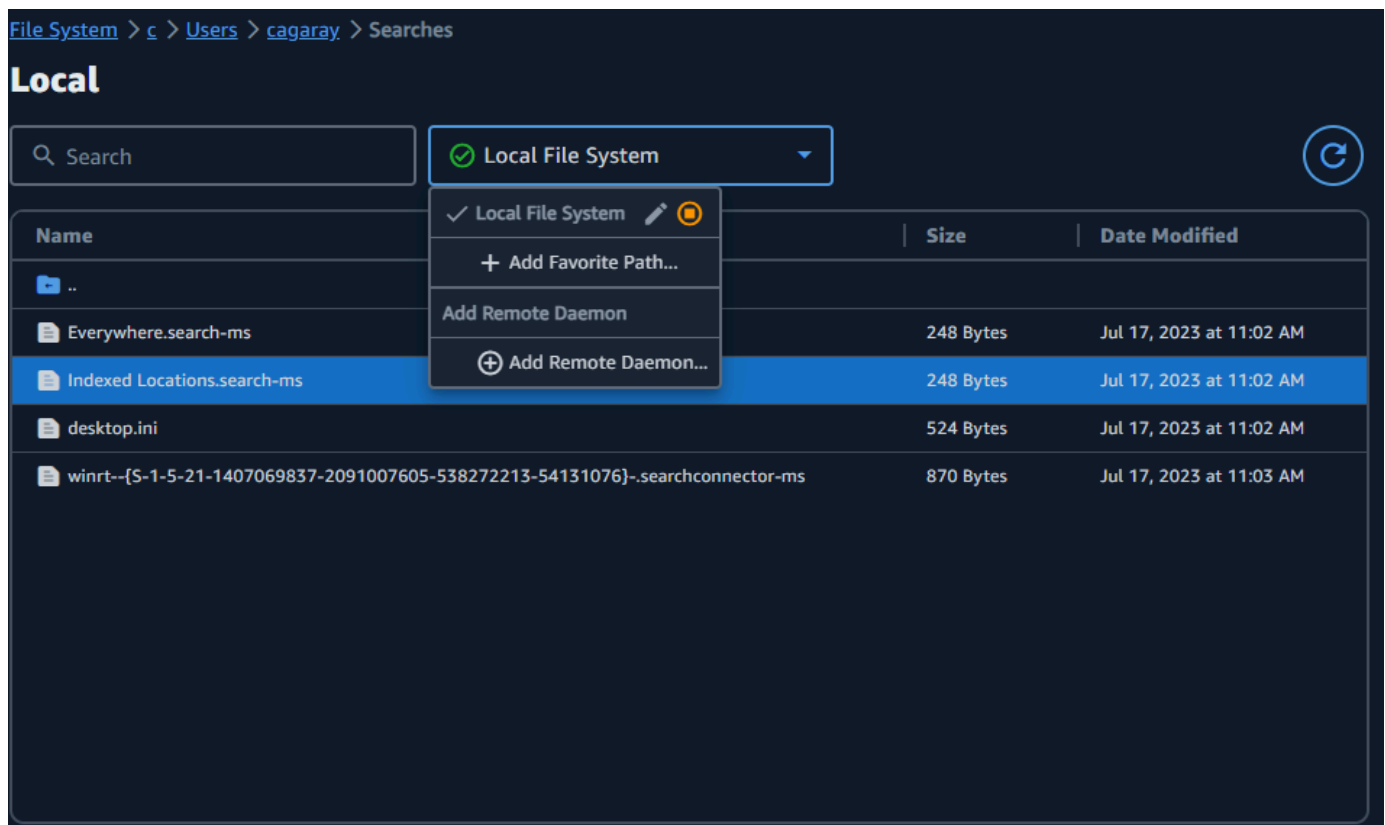 File System > c > Users > cagaray > Searches
Local
Search
Local File System
Local File System
Add Favorite Path...
Add Remote Daemon
Add Remote Daemon...
Name Size Date Modified
..
Everywhere.search-ms 248 Bytes Jul 17, 2023 at 11:02 AM
Indexed Locations.search-ms 248 Bytes Jul 17, 2023 at 11:02 AM
desktop.ini 524 Bytes Jul 17, 2023 at 11:02 AM
winrt--{S-1-5-21-1407069837-2091007605-538272213-54131076}-.searchconnector-ms 870 Bytes Jul 17, 2023 at 11:03 AM